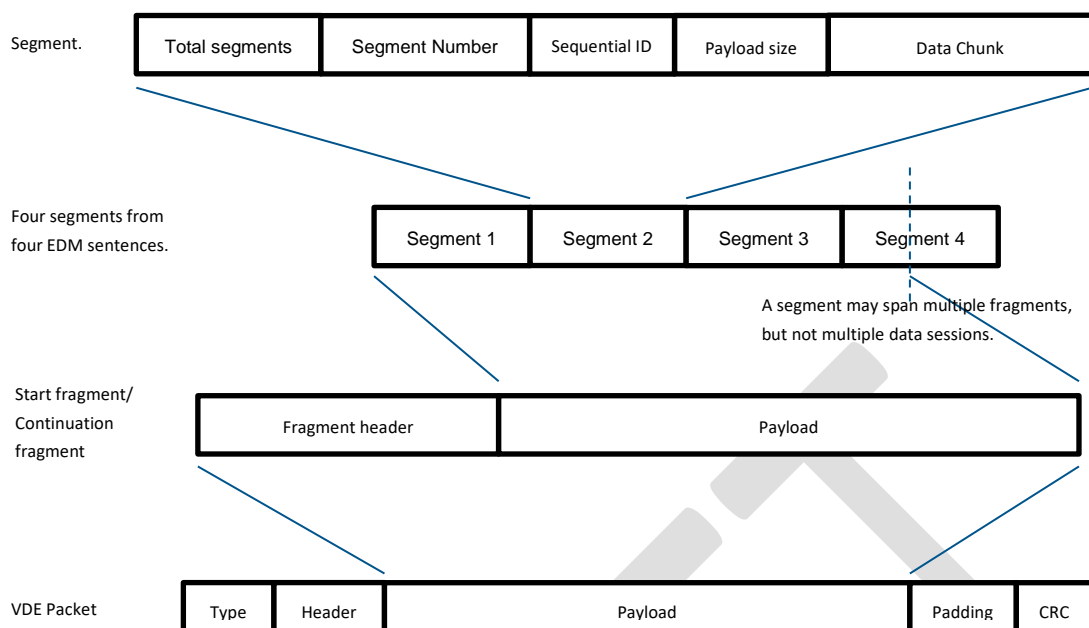 Segment.
Total segments
Segment Number
Sequential ID
Payload size
Data Chunk
Four segments from
four EDM sentences.
Segment 1
Segment 2
Segment 3
Segment 4
A segment may span multiple fragments,
but not multiple data sessions.
Start fragment/
Continuation
fragment
Fragment header
Payload
VDE Packet
Type
Header
Payload
Padding
CRC